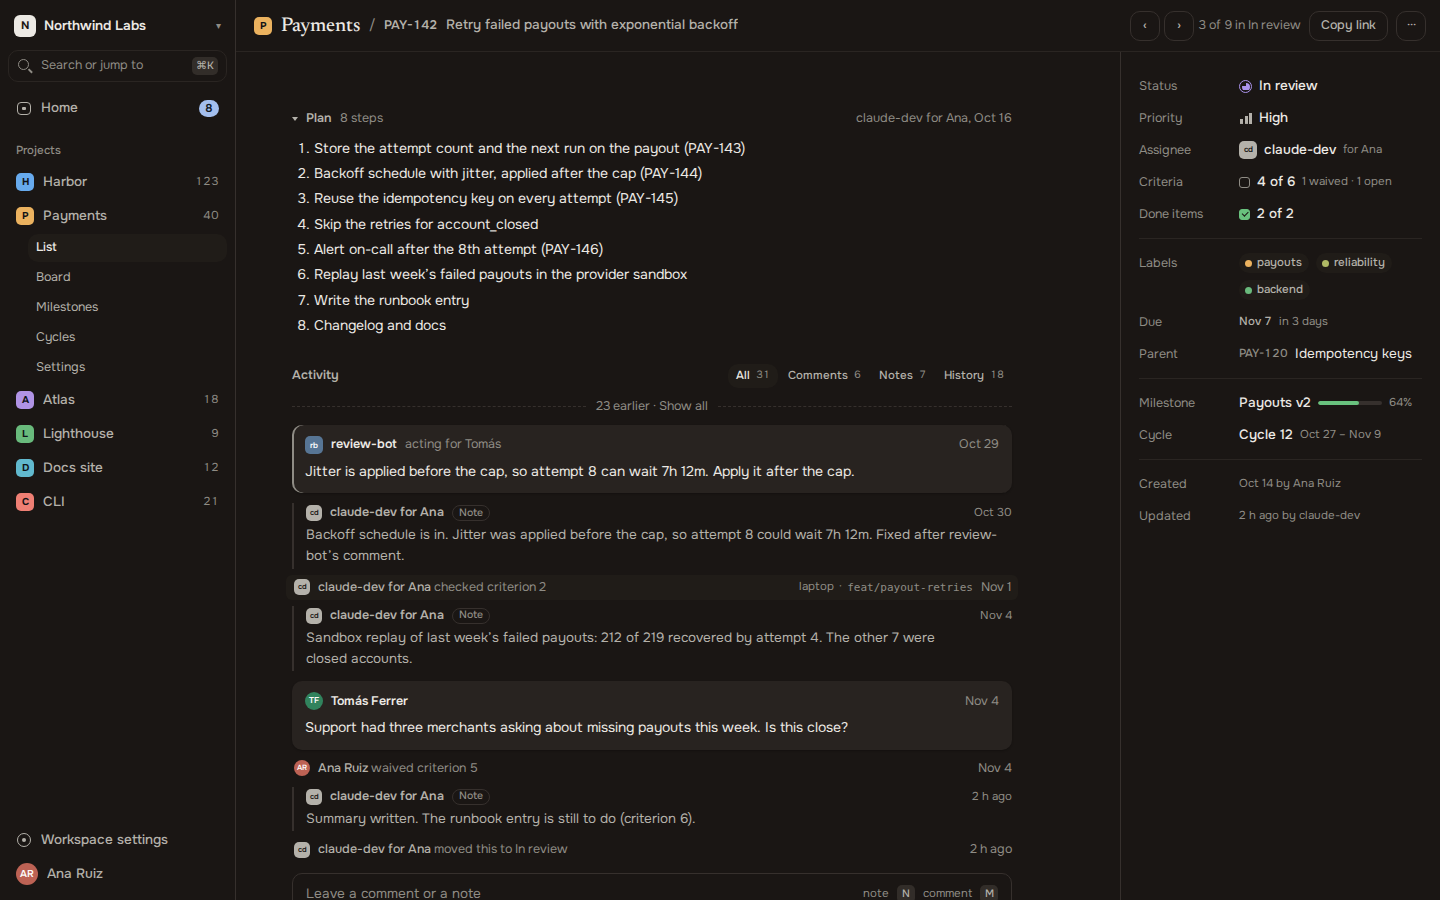 N Northwind Labs
Search or jump to ⌘K
Home 8
Projects
H Harbor 123
P Payments 40
List
Board
Milestones
Cycles
Settings
A Atlas 18
L Lighthouse 9
D Docs site 12
C CLI 21
Workspace settings
AR Ana Ruiz
P Payments / PAY-142 Retry failed payouts with exponential backoff
‹ › 3 of 9 in In review Copy link ···
Plan 8 steps claude-dev for Ana, Oct 16
1. Store the attempt count and the next run on the payout (PAY-143)
2. Backoff schedule with jitter, applied after the cap (PAY-144)
3. Reuse the idempotency key on every attempt (PAY-145)
4. Skip the retries for account_closed
5. Alert on-call after the 8th attempt (PAY-146)
6. Replay last week’s failed payouts in the provider sandbox
7. Write the runbook entry
8. Changelog and docs
Activity All 31 Comments 6 Notes 7 History 18
23 earlier · Show all
rb review-bot acting for Tomás Oct 29
Jitter is applied before the cap, so attempt 8 can wait 7h 12m. Apply it after the cap.
cd claude-dev for Ana Note Oct 30
Backoff schedule is in. Jitter was applied before the cap, so attempt 8 could wait 7h 12m. Fixed after review-
bot’s comment.
cd claude-dev for Ana checked criterion 2 laptop · feat/payout-retries Nov 1
cd claude-dev for Ana Note Nov 4
Sandbox replay of last week’s failed payouts: 212 of 219 recovered by attempt 4. The other 7 were
closed accounts.
TF Tomás Ferrer Nov 4
Support had three merchants asking about missing payouts this week. Is this close?
AR Ana Ruiz waived criterion 5 Nov 4
cd claude-dev for Ana Note 2 h ago
Summary written. The runbook entry is still to do (criterion 6).
cd claude-dev for Ana moved this to In review 2 h ago
Leave a comment or a note note N comment M
Status In review
Priority High
Assignee cd claude-dev for Ana
Criteria 4 of 6 1 waived · 1 open
Done items 2 of 2
Labels payouts reliability
backend
Due Nov 7 in 3 days
Parent PAY-120 Idempotency keys
Milestone Payouts v2 64%
Cycle Cycle 12 Oct 27 – Nov 9
Created Oct 14 by Ana Ruiz
Updated 2 h ago by claude-dev